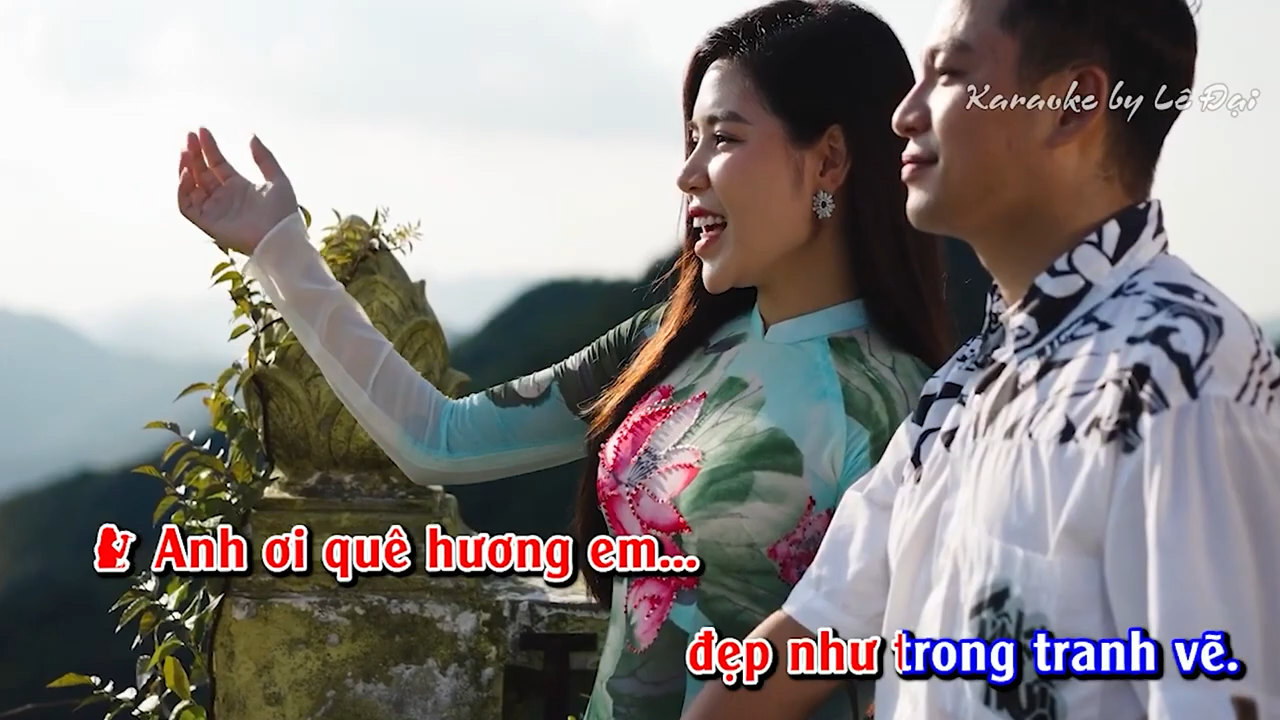 Karaoke by Lê Đại
Anh ơi quê hương em...
đẹp như trong tranh vẽ.